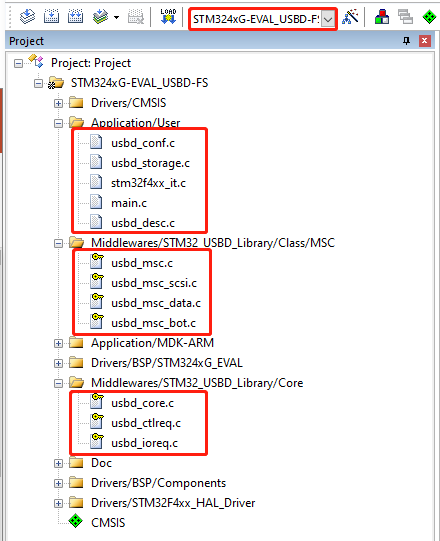 LOAD
STM324xG-EVAL_USBD-FS
Project
Project: Project
STM324xG-EVAL_USBD-FS
Drivers/CMSIS
Application/User
usbd_conf.c
usbd_storage.c
stm32f4xx_it.c
main.c
usbd_desc.c
Middlewares/STM32_USBD_Library/Class/MSC
usbd_msc.c
usbd_msc_scsi.c
usbd_msc_data.c
usbd_msc_bot.c
Application/MDK-ARM
Drivers/BSP/STM324xG_EVAL
Middlewares/STM32_USBD_Library/Core
usbd_core.c
usbd_ctlreq.c
usbd_ioreq.c
Doc
Drivers/BSP/Components
Drivers/STM32F4xx_HAL_Driver
CMSIS